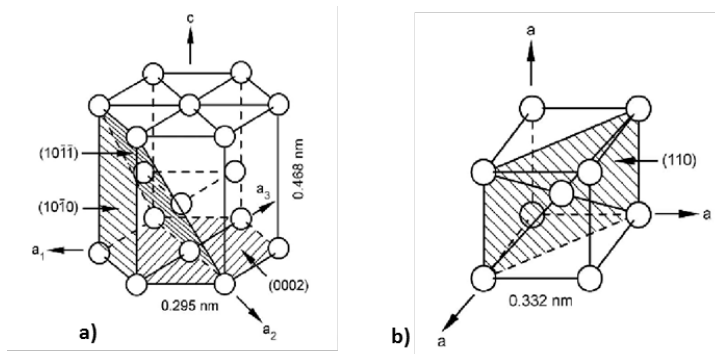 c
(101̄1̄)
(101̄0)
a₁
a₂
a₃
0.468 nm
(0002)
0.295 nm
a)
a
(110)
a
0.332 nm
a
b)